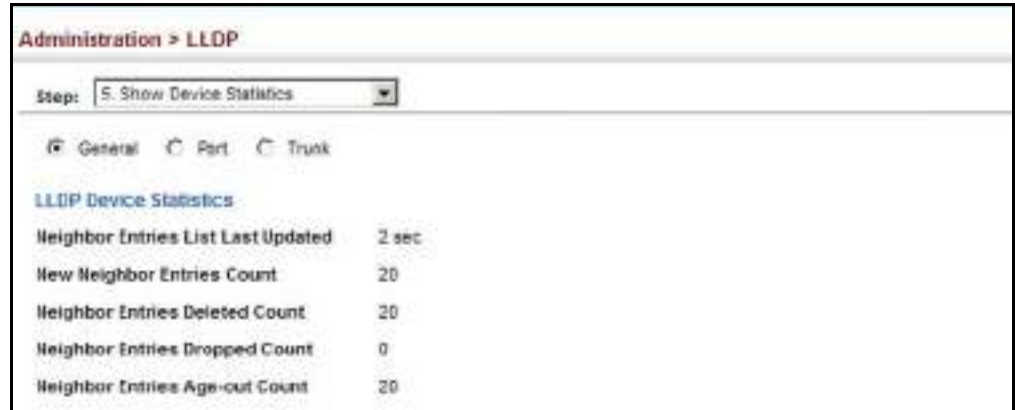 Administration > LLDP
Step: 5. Show Device Statistics
General Port Trunk
LLDP Device Statistics
Neighbor Entries List Last Updated 2 sec
New Neighbor Entries Count 20
Neighbor Entries Deleted Count 20
Neighbor Entries Dropped Count 0
Neighbor Entries Age-out Count 20